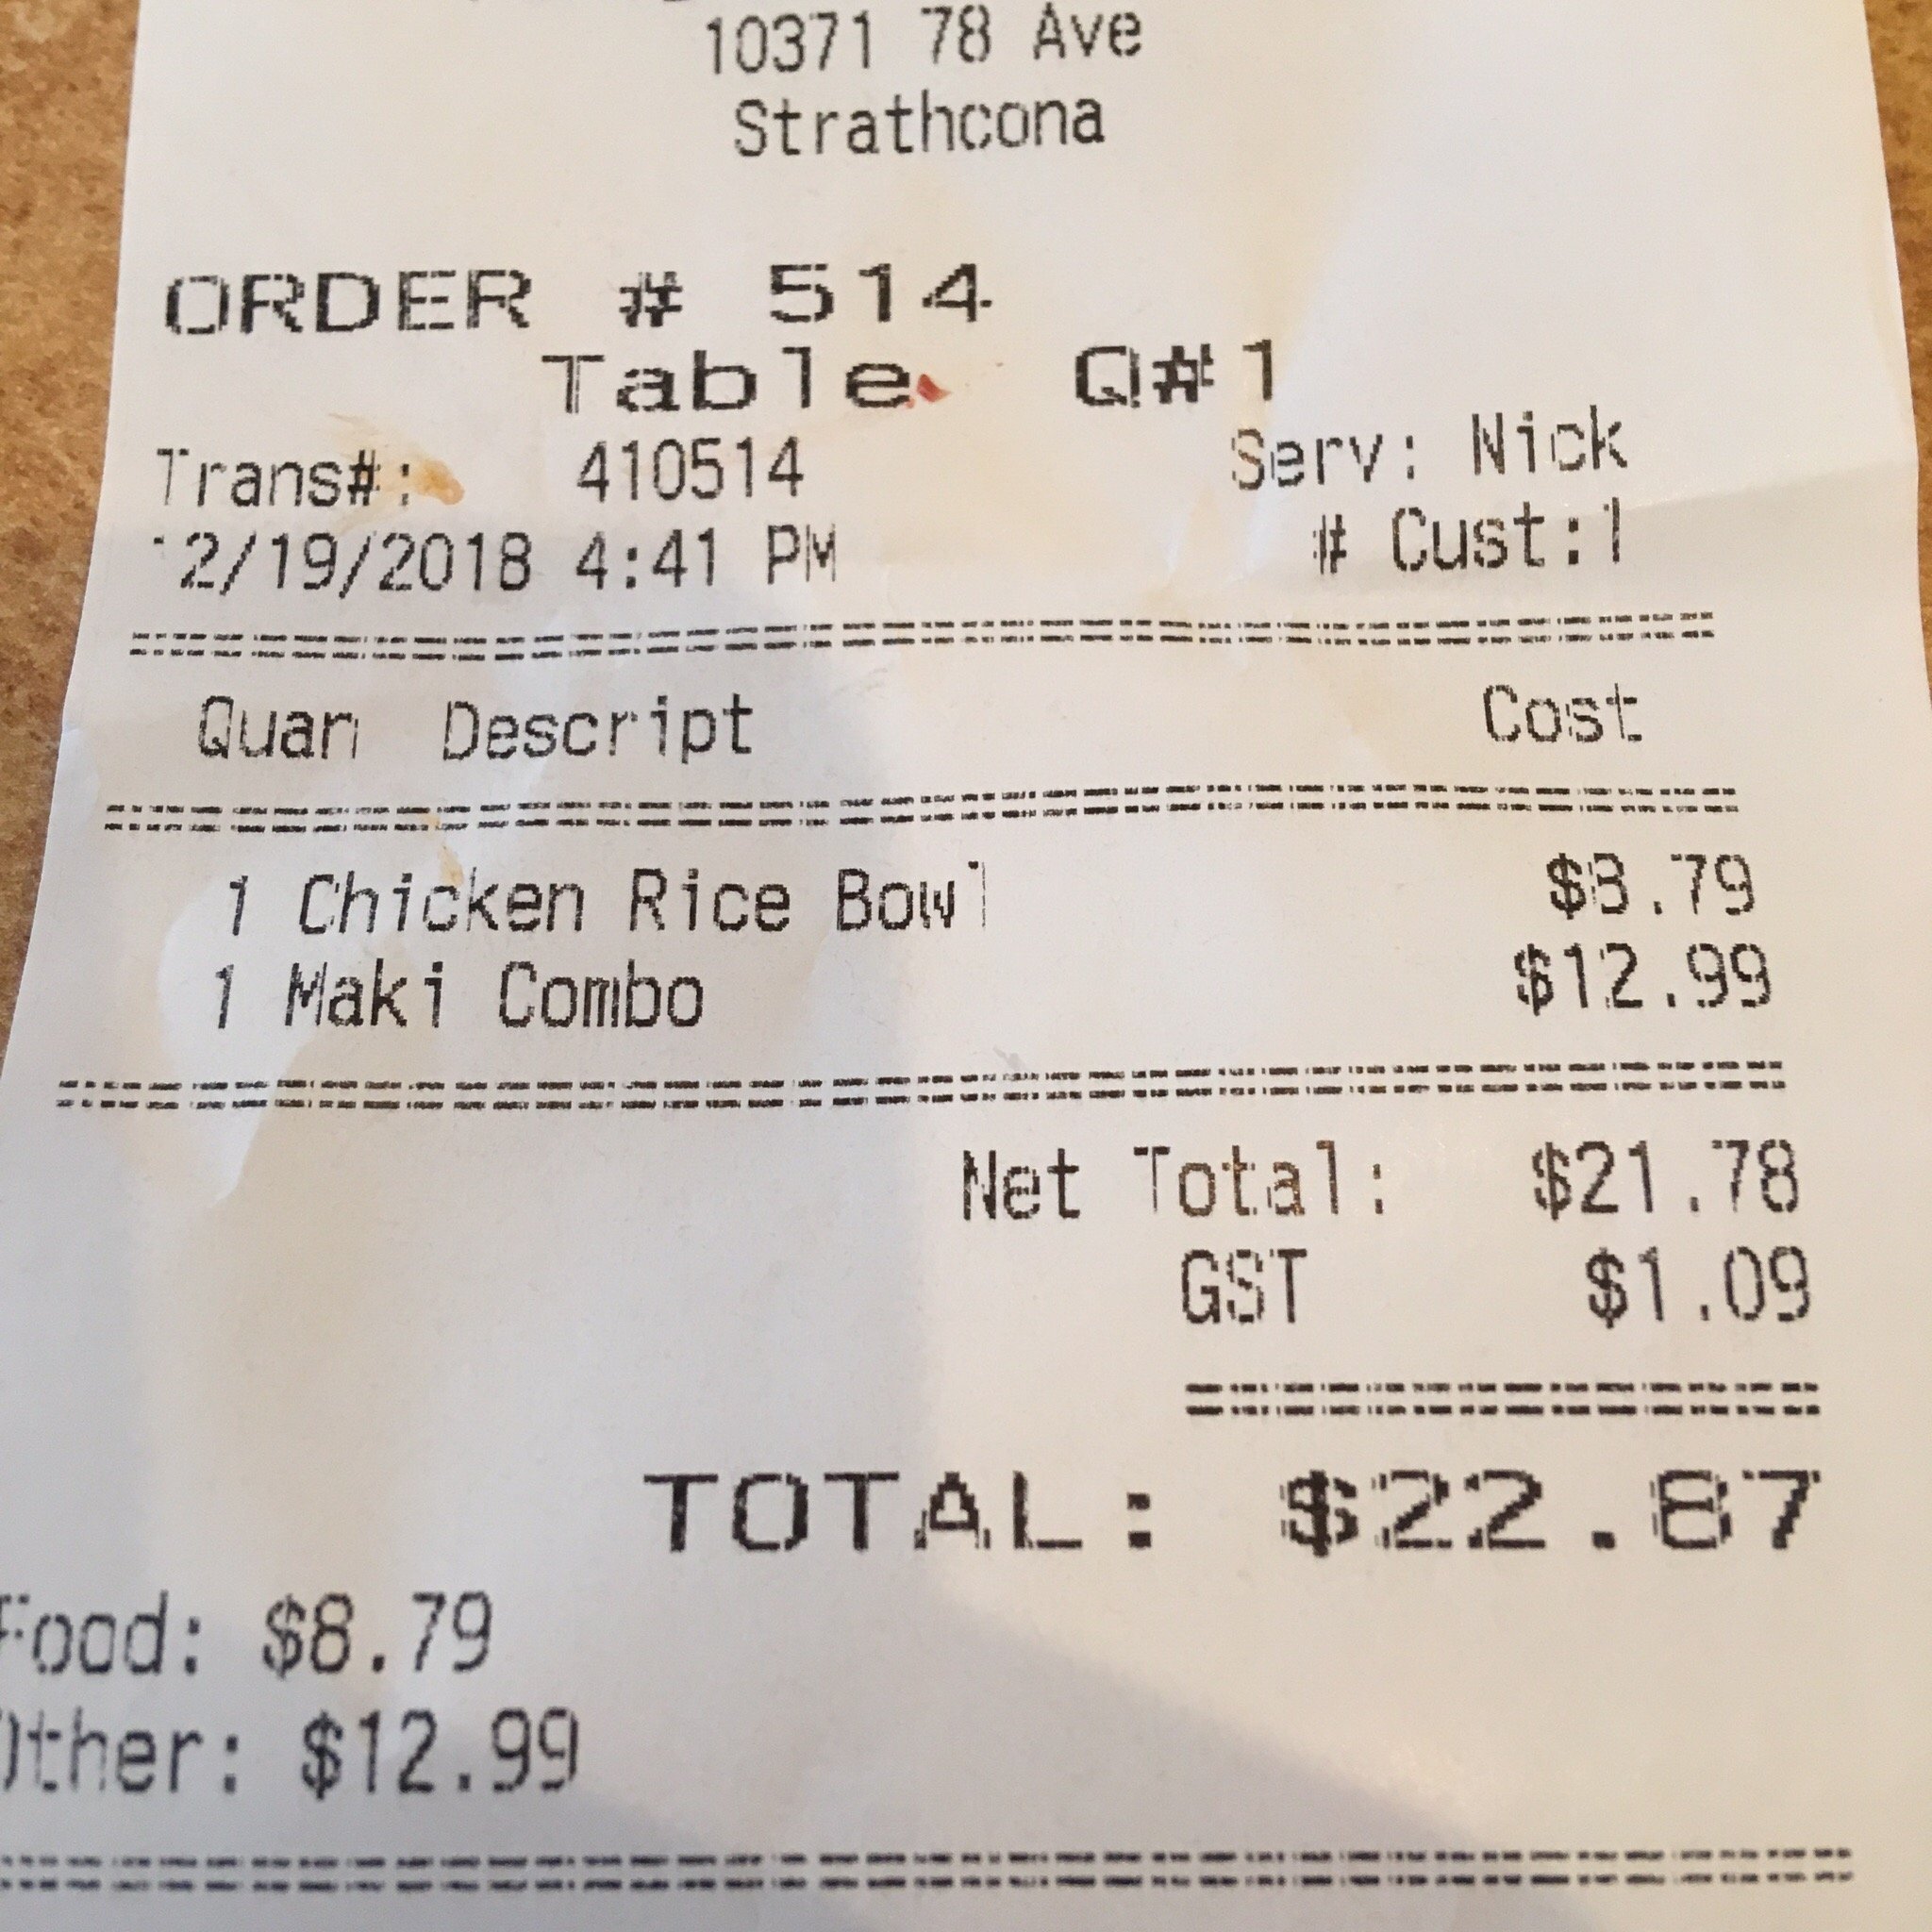 10371 78 Ave
Strathcona
ORDER # 514
Table Q#1
Trans#: 410514 Serv: Nick
12/19/2018 4:41 PM # Cust:1
Quan Descript Cost
1 Chicken Rice Bowl $8.79
1 Maki Combo $12.99
Net Total: $21.78
GST $1.09
TOTAL: $22.87
Food: $8.79
Other: $12.99